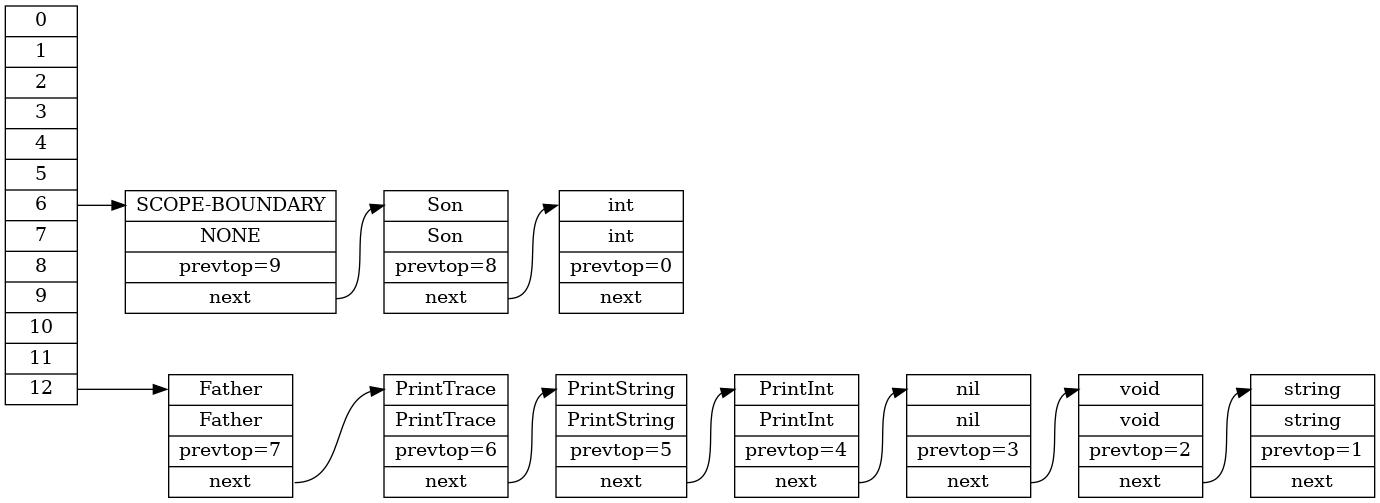 0
1
2
3
4
5
6
7
8
9
10
11
12
SCOPE-BOUNDARY
NONE
prevtop=9
next
Son
Son
prevtop=8
next
int
int
prevtop=0
next
Father
Father
prevtop=7
next
PrintTrace
PrintTrace
prevtop=6
next
PrintString
PrintString
prevtop=5
next
PrintInt
PrintInt
prevtop=4
next
nil
nil
prevtop=3
next
void
void
prevtop=2
next
string
string
prevtop=1
next